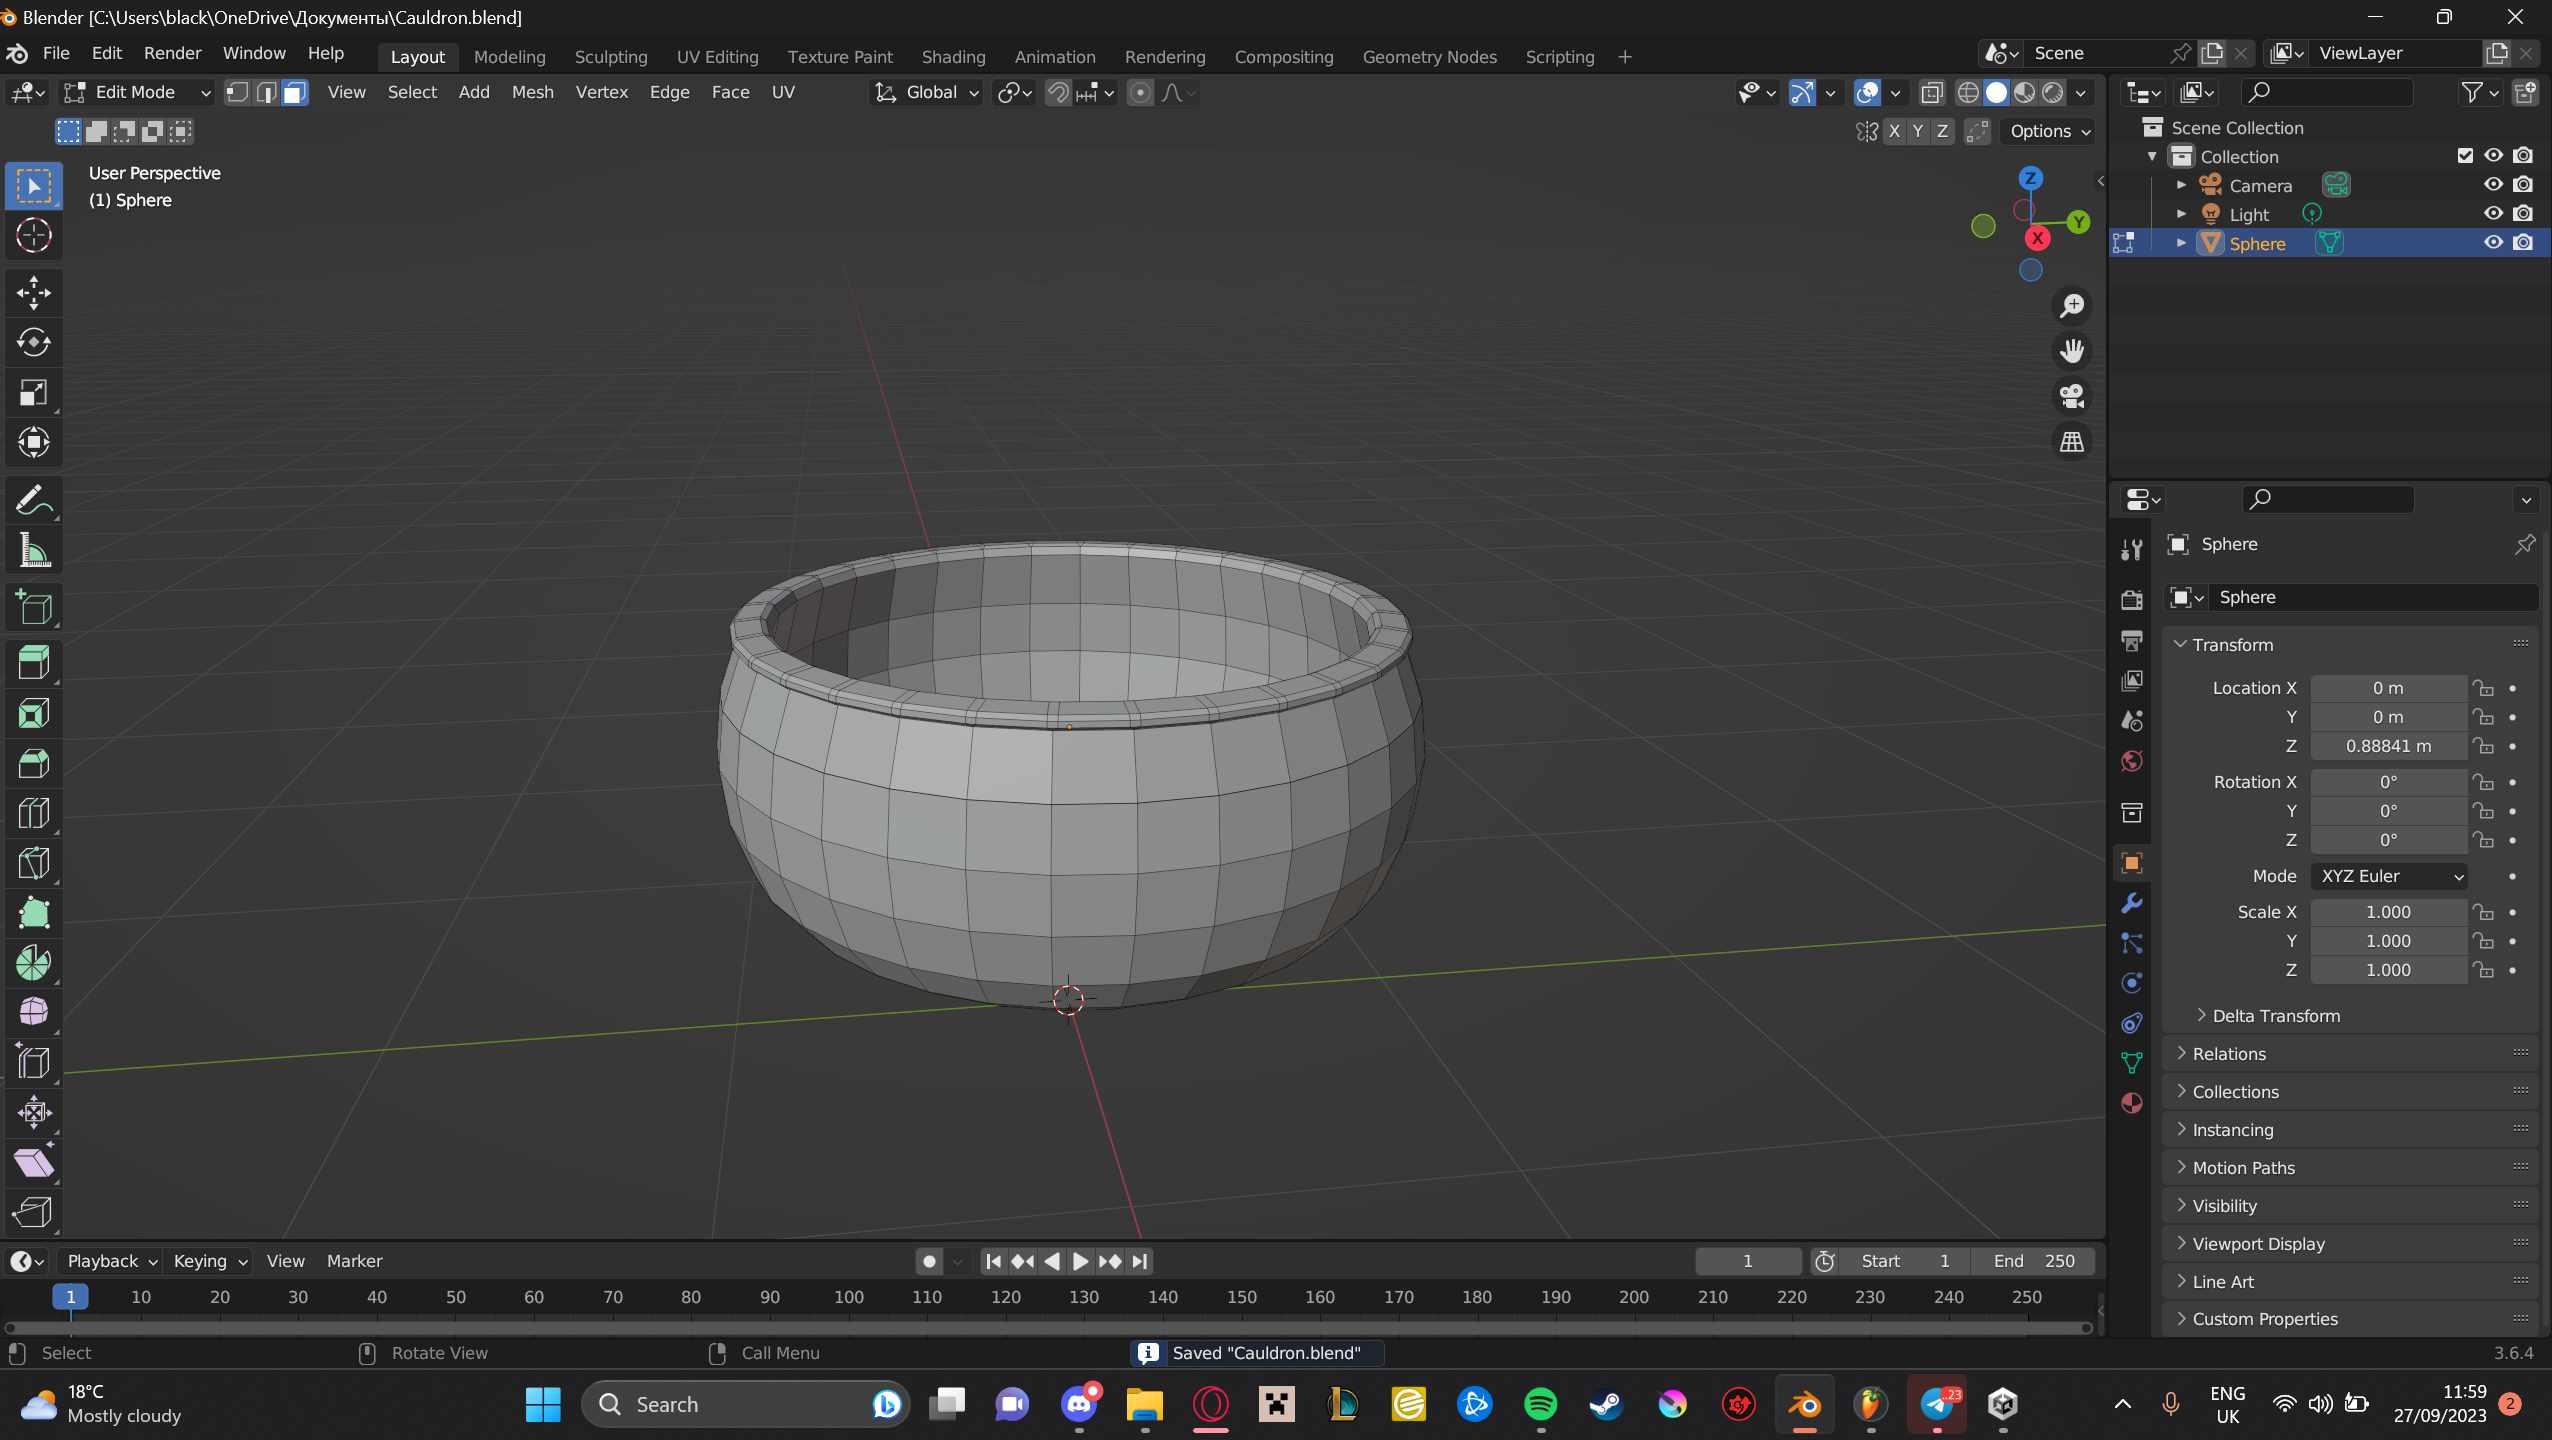 Blender [C:\Users\black\OneDrive\Документы\Cauldron.blend]
File Edit Render Window Help Layout Modeling Sculpting UV Editing Texture Paint Shading Animation Rendering Compositing Geometry Nodes Scripting + Scene ViewLayer
Edit Mode View Select Add Mesh Vertex Edge Face UV Global
X Y Z Options
User Perspective
(1) Sphere
Z
Y
X
Scene Collection
Collection
Camera
Light
Sphere
Sphere
Sphere
Transform
Location X 0 m
Y 0 m
Z 0.88841 m
Rotation X 0°
Y 0°
Z 0°
Mode XYZ Euler
Scale X 1.000
Y 1.000
Z 1.000
Delta Transform
Relations
Collections
Instancing
Motion Paths
Visibility
Viewport Display
Line Art
Custom Properties
Playback Keying View Marker 1 Start 1 End 250
1 10 20 30 40 50 60 70 80 90 100 110 120 130 140 150 160 170 180 190 200 210 220 230 240 250
Select Rotate View Call Menu Saved "Cauldron.blend" 3.6.4
18°C
Mostly cloudy
Search
..23
ENG
UK
11:59
27/09/2023
2